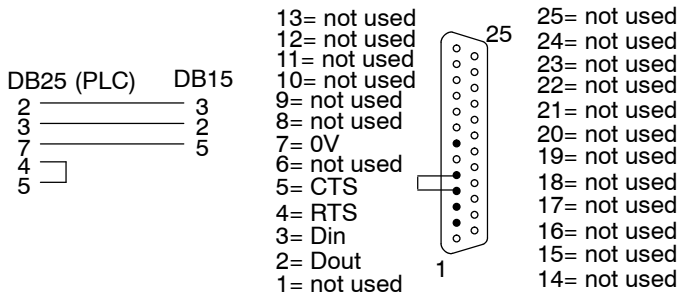 DB25 (PLC) DB15
2 3
3 2
7 5
4
5
13= not used
12= not used
11= not used
10= not used
9= not used
8= not used
7= 0V
6= not used
5= CTS
4= RTS
3= Din
2= Dout
1= not used
25
1
25= not used
24= not used
23= not used
22= not used
21= not used
20= not used
19= not used
18= not used
17= not used
16= not used
15= not used
14= not used